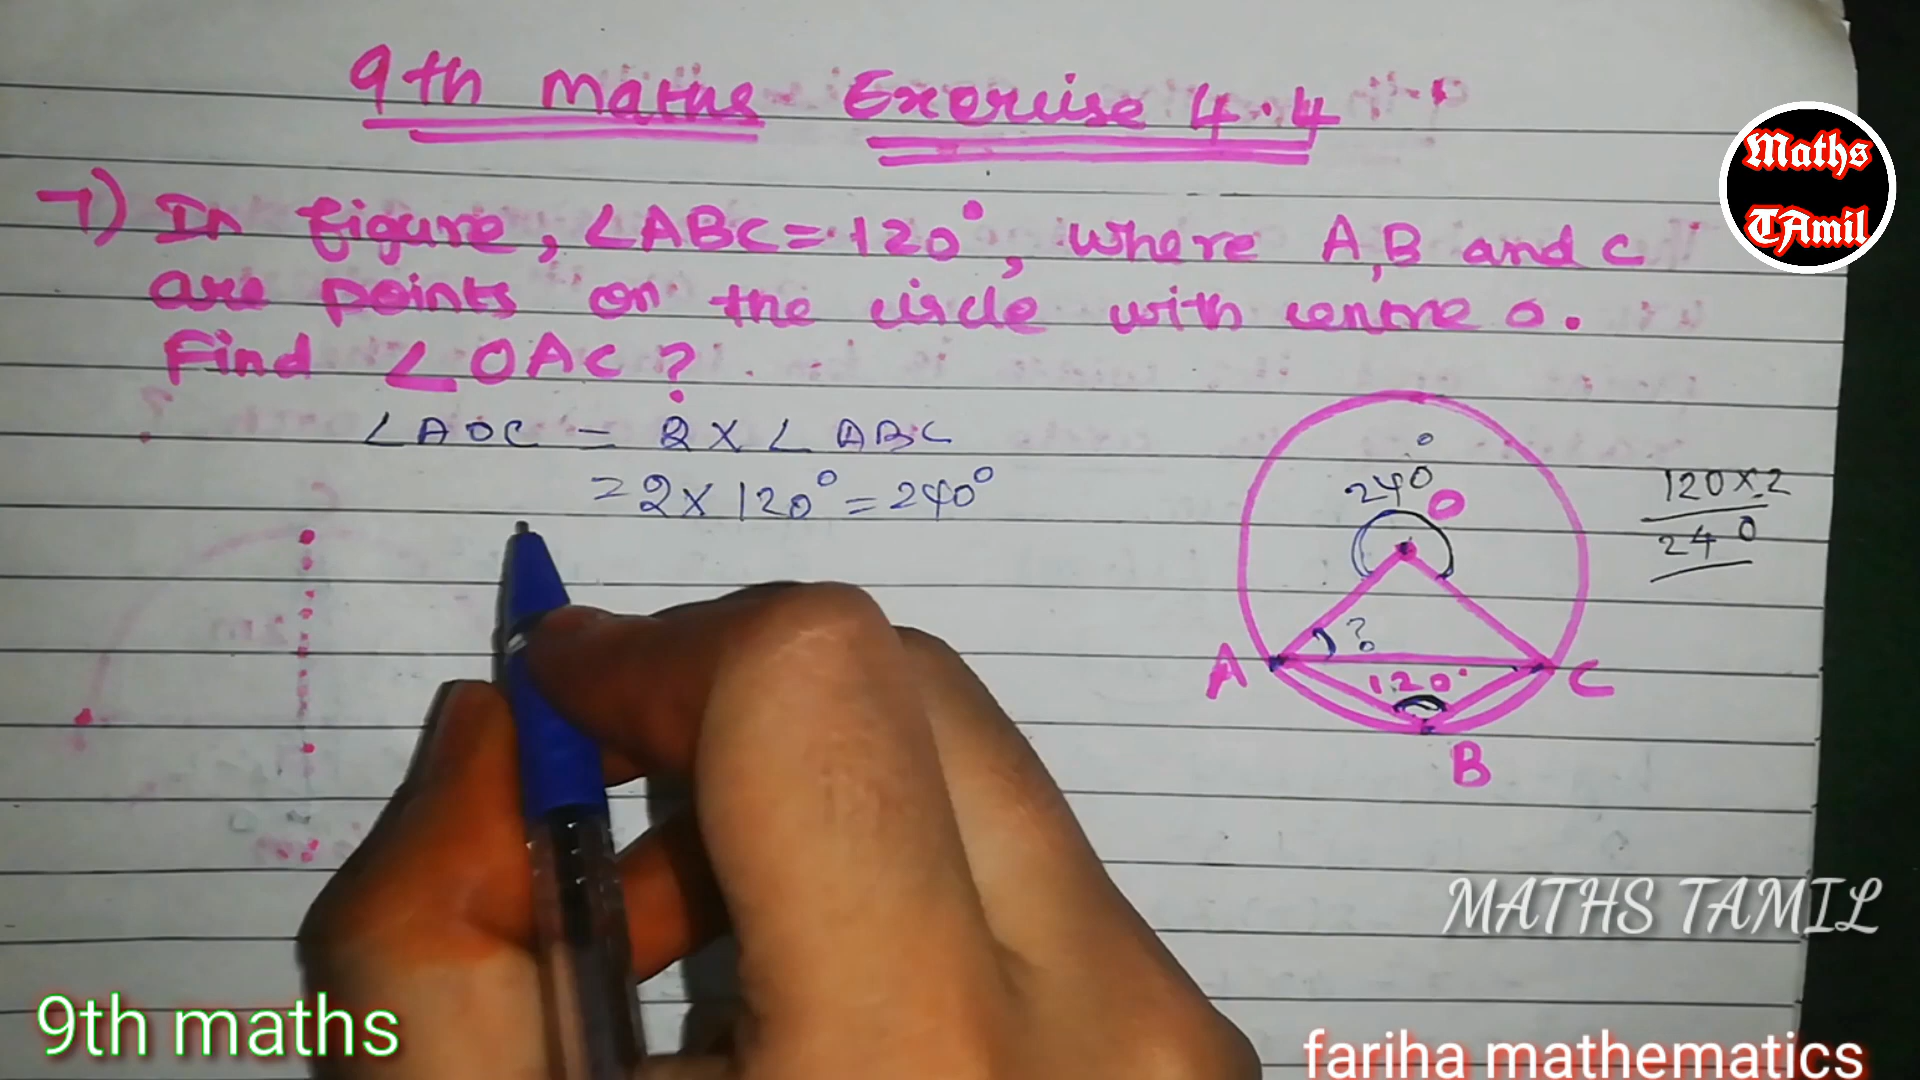 9th maths Exercise 4.4
Maths
TAmil
7) In figure, ∠ABC = 120°, where A,B and C
are points on the circle with centre o.
Find ∠OAC?
∠AOC = 2 X ∠ABC
= 2 X 120° = 240°
240°
O
120 X 2
240
?
A
120°
C
B
MATHS TAMIL
9th maths
fariha mathematics